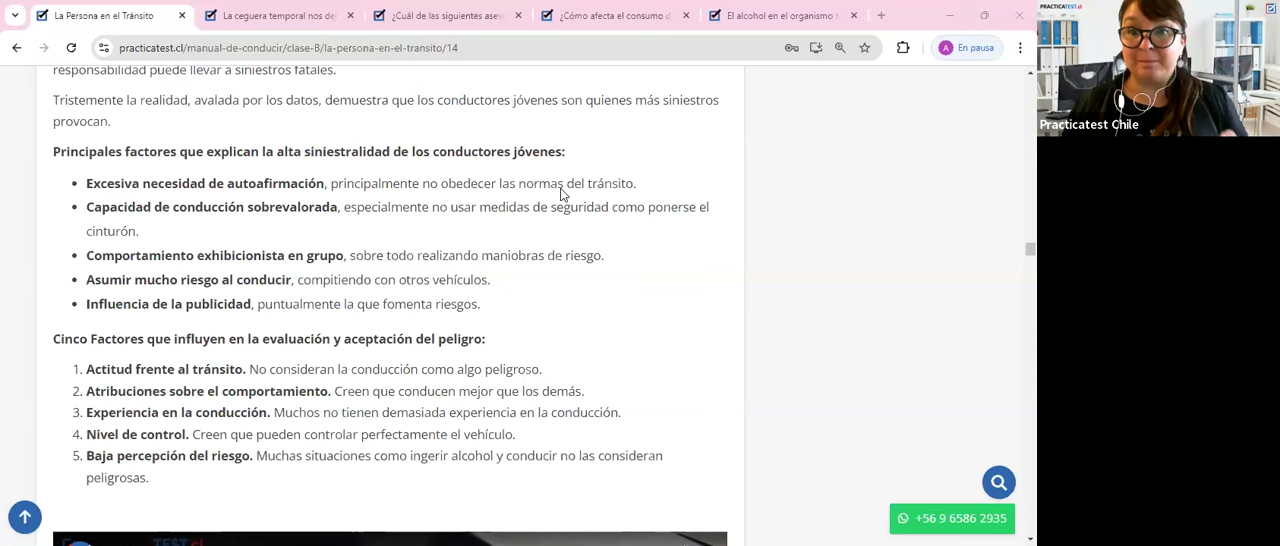 La Persona en el Tránsito
La ceguera temporal nos de
¿Cuál de las siguientes ase
¿Cómo afecta el consumo d
El alcohol en el organismo t
practicatest.cl/manual-de-conducir/clase-B/la-persona-en-el-transito/14
A
En pausa
PRACTICATEST.cl
Practicatest Chile
responsabilidad puede llevar a siniestros fatales.
Tristemente la realidad, avalada por los datos, demuestra que los conductores jóvenes son quienes más siniestros
provocan.
Principales factores que explican la alta siniestralidad de los conductores jóvenes:
• Excesiva necesidad de autoafirmación, principalmente no obedecer las normas del tránsito.
• Capacidad de conducción sobrevalorada, especialmente no usar medidas de seguridad como ponerse el
cinturón.
• Comportamiento exhibicionista en grupo, sobre todo realizando maniobras de riesgo.
• Asumir mucho riesgo al conducir, compitiendo con otros vehículos.
• Influencia de la publicidad, puntualmente la que fomenta riesgos.
Cinco Factores que influyen en la evaluación y aceptación del peligro:
1. Actitud frente al tránsito. No consideran la conducción como algo peligroso.
2. Atribuciones sobre el comportamiento. Creen que conducen mejor que los demás.
3. Experiencia en la conducción. Muchos no tienen demasiada experiencia en la conducción.
4. Nivel de control. Creen que pueden controlar perfectamente el vehículo.
5. Baja percepción del riesgo. Muchas situaciones como ingerir alcohol y conducir no las consideran
peligrosas.
+56 9 6586 2935
TEST.cl